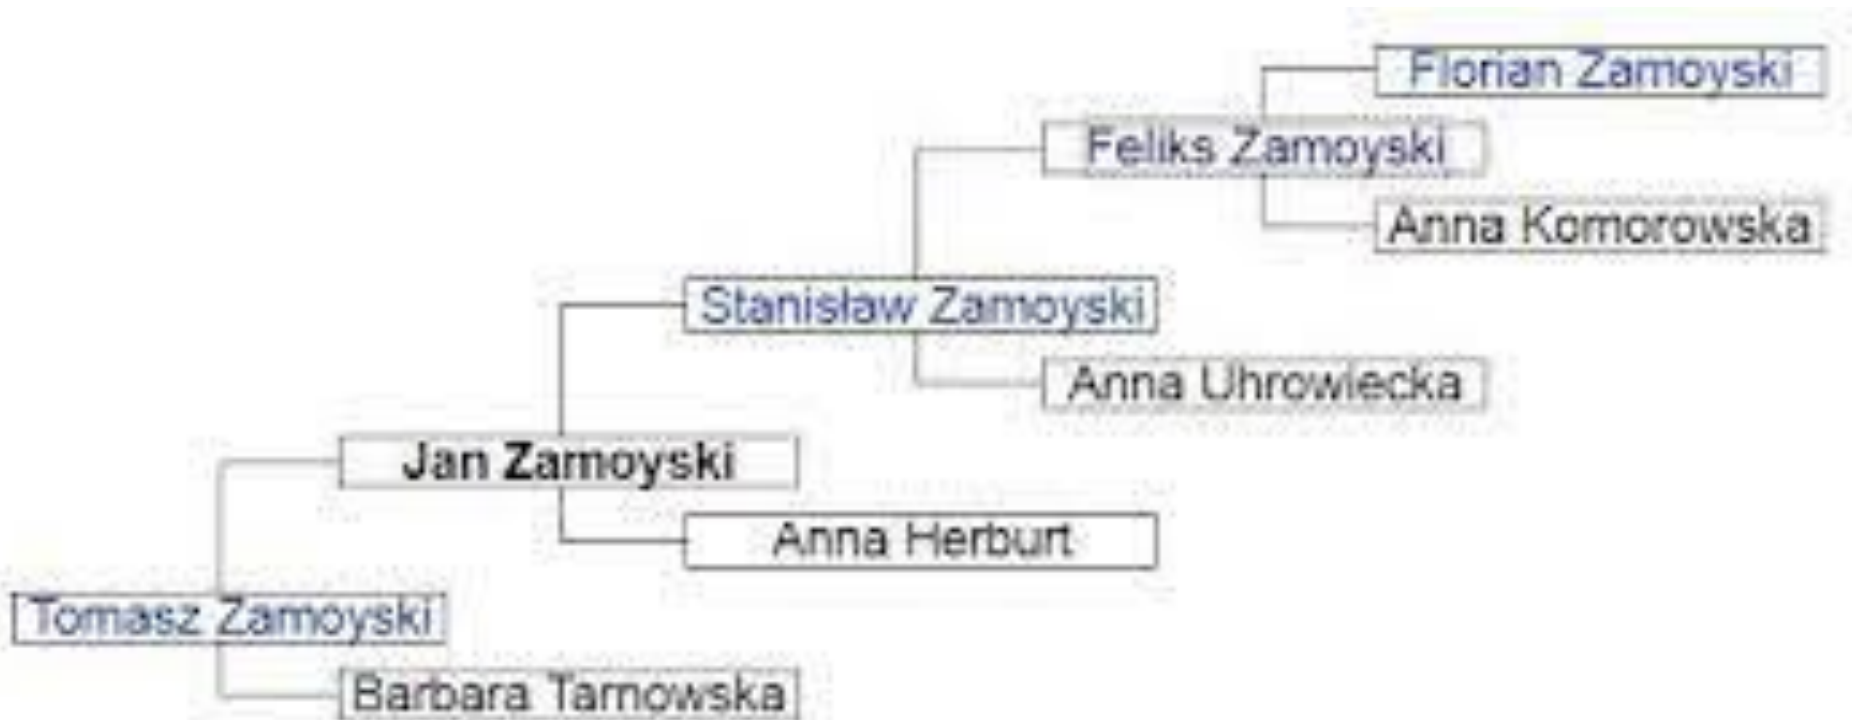 Florian Zamoyski
Feliks Zamoyski
Anna Komorowska
Stanisław Zamoyski
Anna Uhrowiecka
Jan Zamoyski
Anna Herburt
Tomasz Zamoyski
Barbara Tarnowska